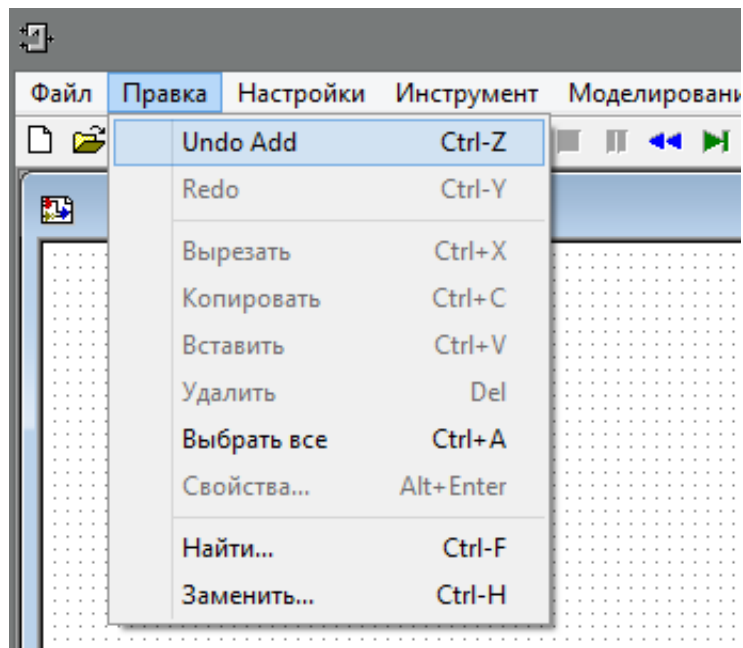 Файл Правка Настройки Инструмент Моделировани
Undo Add Ctrl-Z
Redo Ctrl-Y
Вырезать Ctrl+X
Копировать Ctrl+C
Вставить Ctrl+V
Удалить Del
Выбрать все Ctrl+A
Свойства... Alt+Enter
Найти... Ctrl-F
Заменить... Ctrl-H